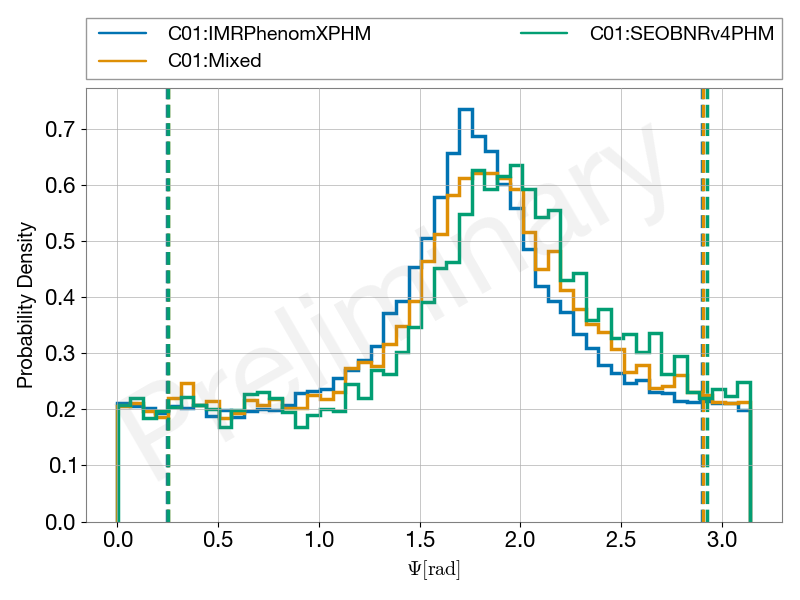 C01:IMRPhenomXPHM
C01:SEOBNRv4PHM
C01:Mixed
Preliminary
Probability Density
0.7
0.6
0.5
0.4
0.3
0.2
0.1
0.0
0.0 0.5 1.0 1.5 2.0 2.5 3.0
Ψ[rad]